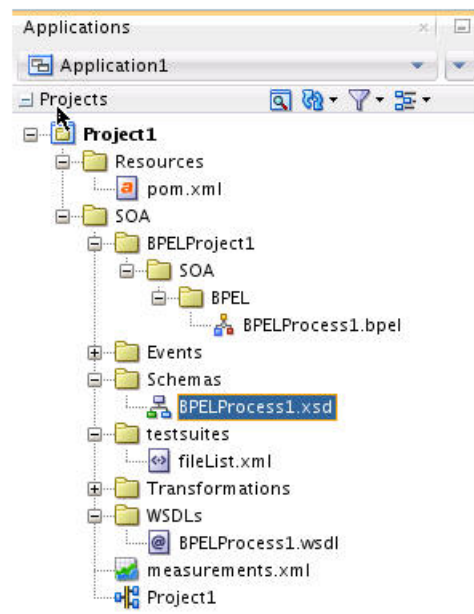 Applications
Application1
Projects
Project1
Resources
pom.xml
SOA
BPELProject1
SOA
BPEL
BPELProcess1.bpel
Events
Schemas
BPELProcess1.xsd
testsuites
fileList.xml
Transformations
WSDLs
BPELProcess1.wsdl
measurements.xml
Project1